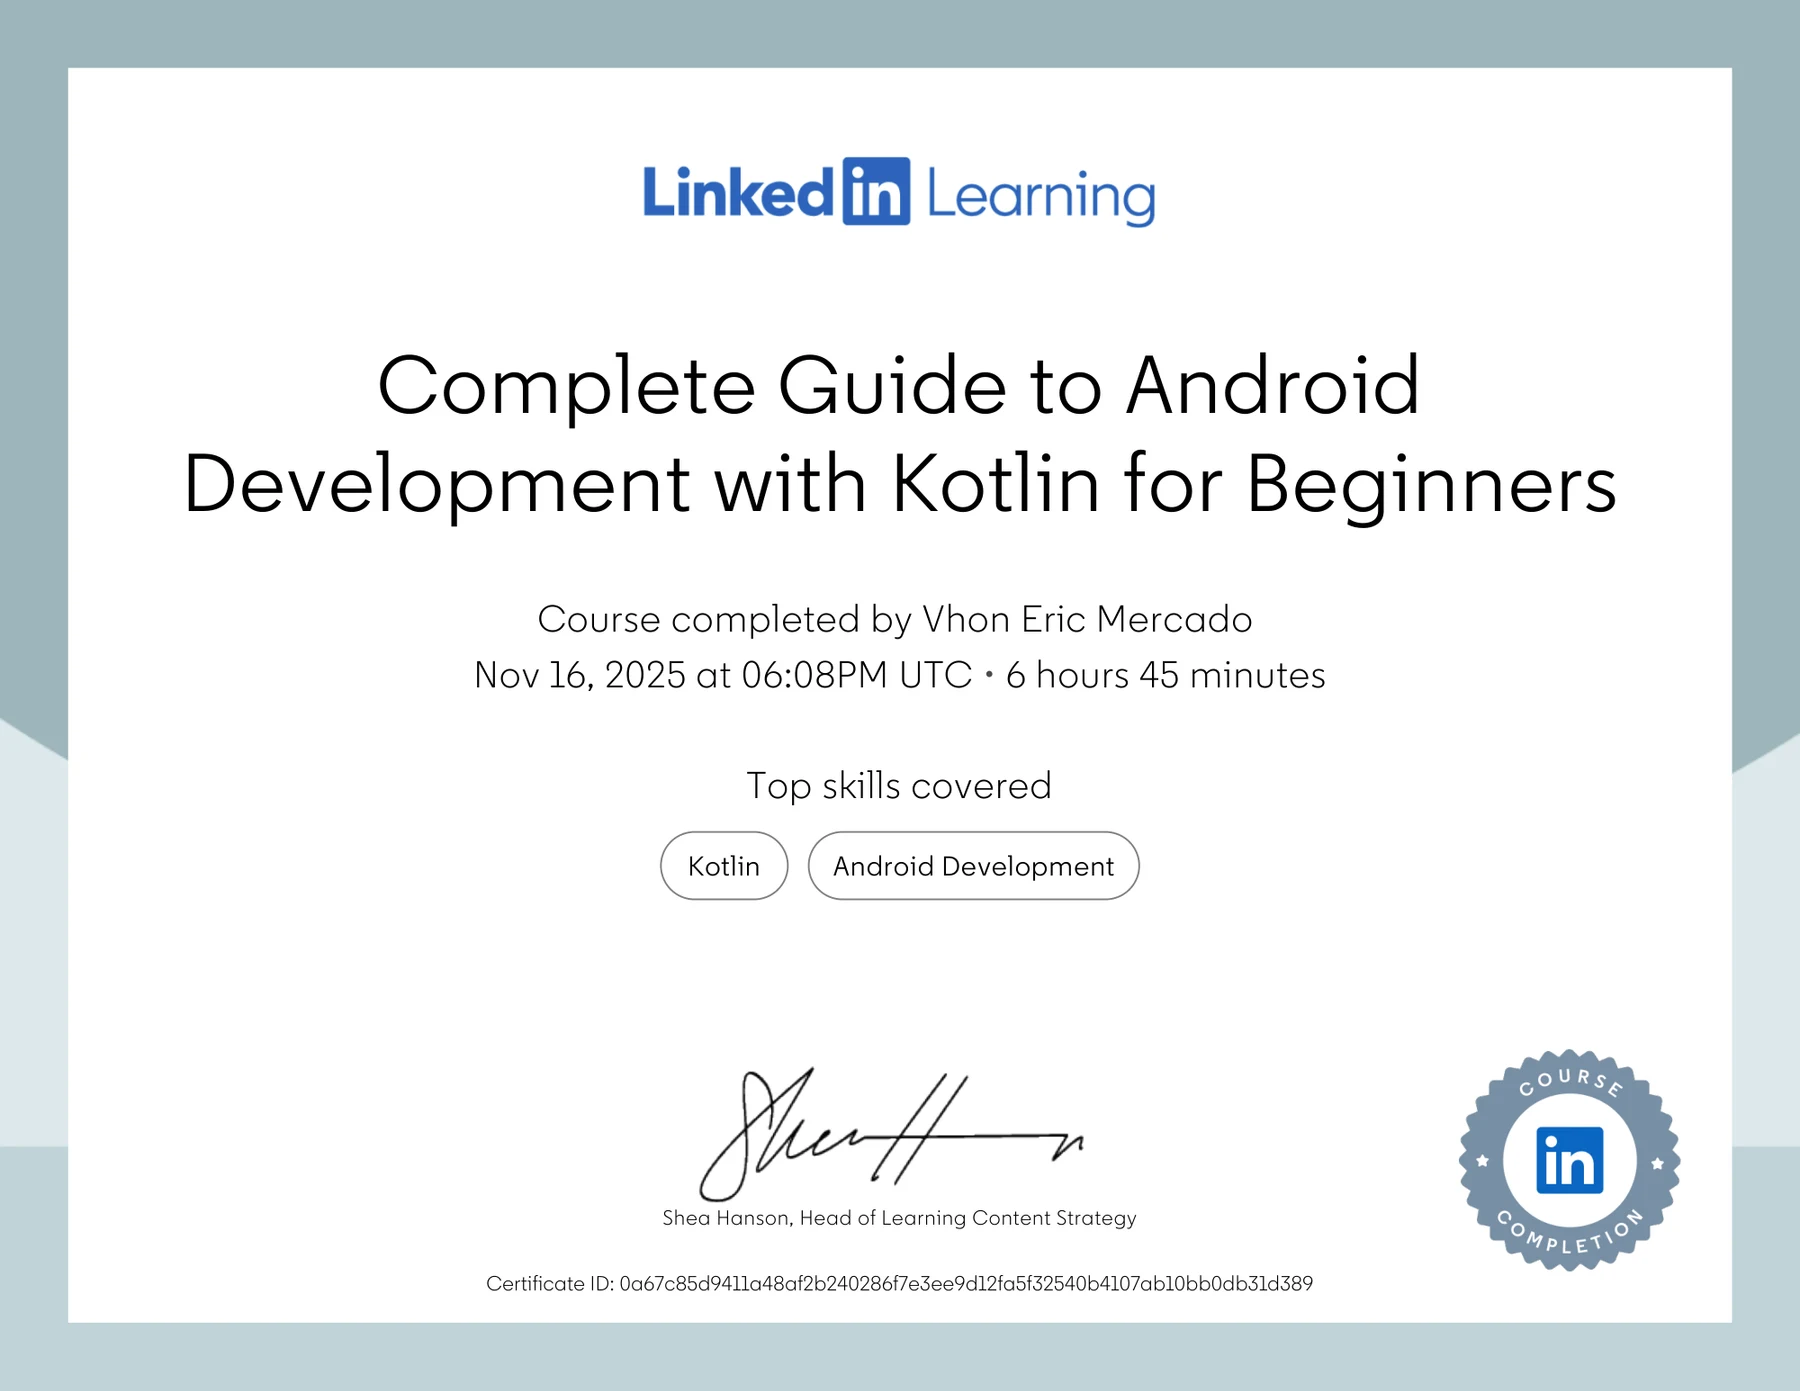 Linked in Learning
Complete Guide to Android
Development with Kotlin for Beginners
Course completed by Vhon Eric Mercado
Nov 16, 2025 at 06:08PM UTC • 6 hours 45 minutes
Top skills covered
Kotlin
Android Development
Shea Hanson, Head of Learning Content Strategy
Certificate ID: 0a67c85d9411a48af2b240286f7e3ee9d12fa5f32540b4107ab10bb0db31d389
COURSE
in
COMPLETION